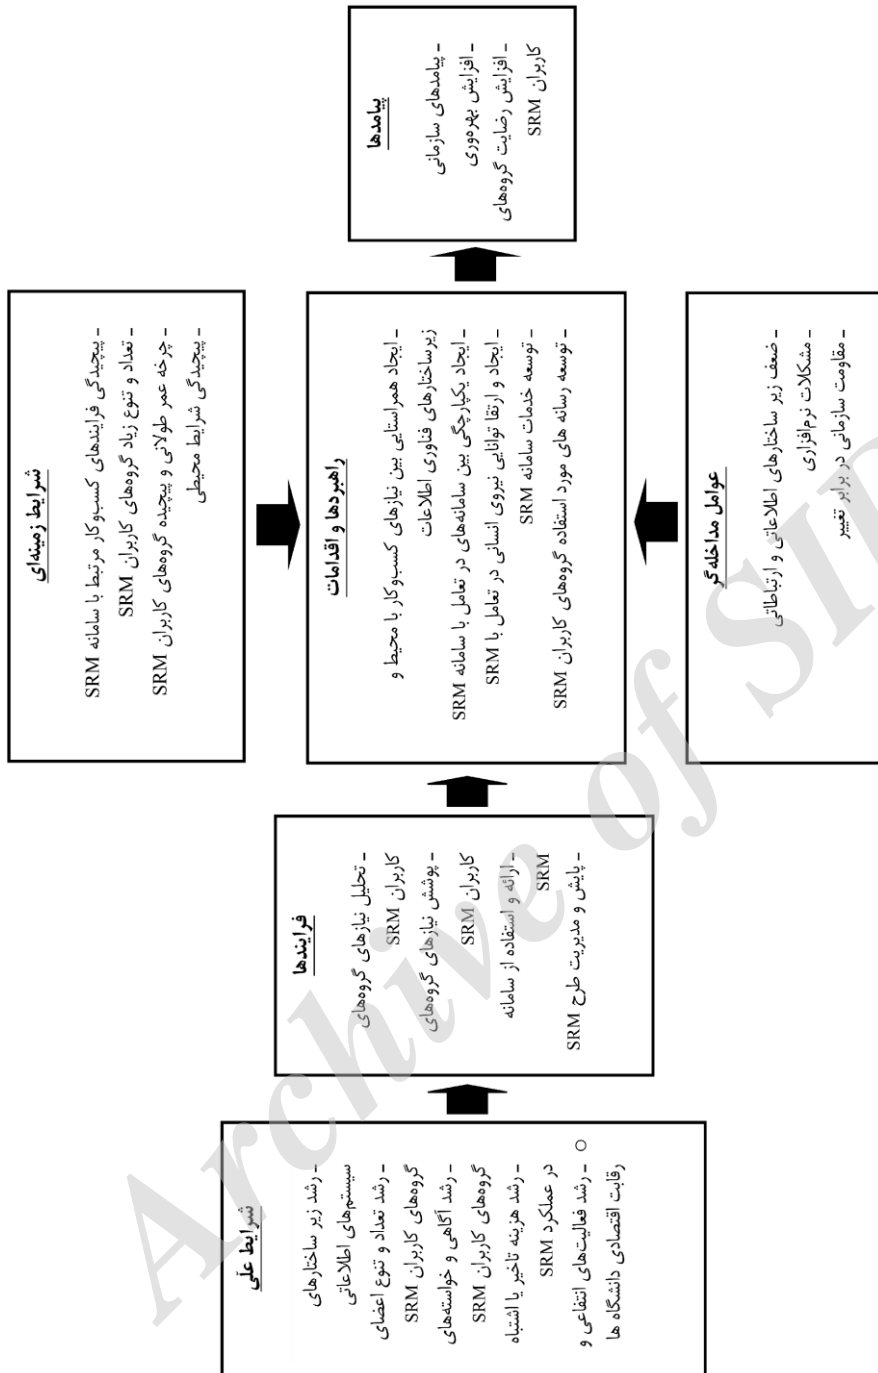 شرایط علّی
- رشد زیر ساختارهای
سیستم‌های اطلاعاتی
- رشد تعداد و تنوع اعضای
گروه‌های کاربران SRM
- رشد آگاهی و خواسته‌های
گروه‌های کاربران SRM
- رشد هزینه تاخیر یا اشتباه
در عملکرد SRM
○ - رشد فعالیت‌های انتفاعی و
رقابت اقتصادی دانشگاه ها
فرایندها
- تحلیل نیازهای گروه‌های
کاربران SRM
- پوشش نیازهای گروه‌های
کاربران SRM
- ارائه و استفاده از سامانه
SRM
- پایش و مدیریت طرح SRM
شرایط زمینه‌ای
- پیچیدگی فرایندهای کسب‌وکار مرتبط با سامانه SRM
- تعداد و تنوع زیاد گروه‌های کاربران SRM
- چرخه عمر طولانی و پیچیده گروه‌های کاربران SRM
- پیچیدگی شرایط محیطی
راهبردها و اقدامات
- ایجاد همراستایی بین نیازهای کسب‌وکار با محیط و
زیرساختارهای فناوری اطلاعات
- ایجاد یکپارچگی بین سامانه‌های در تعامل با سامانه SRM
- ایجاد و ارتقا توانایی نیروی انسانی در تعامل با SRM
- توسعه خدمات سامانه SRM
- توسعه رسانه های مورد استفاده گروه‌های کاربران SRM
عوامل مداخله‌گر
- ضعف زیر ساختارهای اطلاعاتی و ارتباطاتی
- مشکلات نرم‌افزاری
- مقاومت سازمانی در برابر تغییر
پیامدها
- پیامدهای سازمانی
- افزایش بهره‌وری
- افزایش رضایت گروه‌های
کاربران SRM
Archive of SID